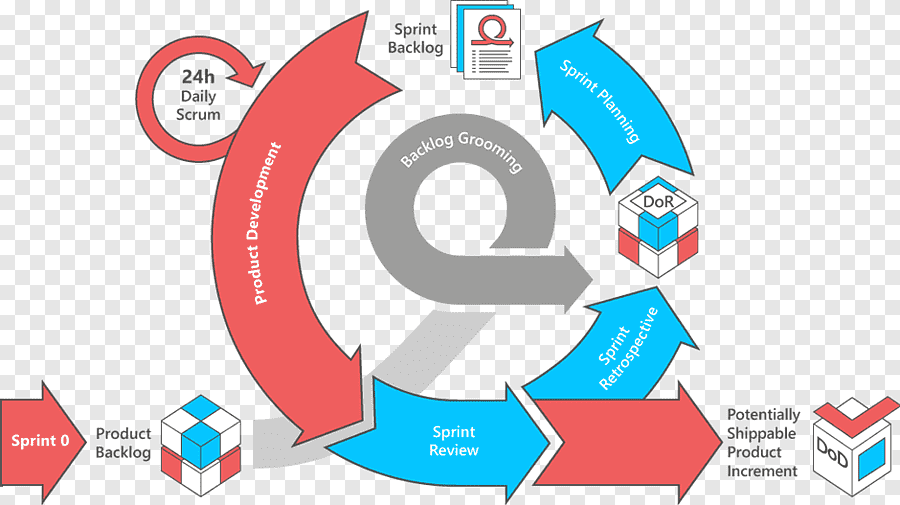 Sprint
Backlog
24h
Daily
Scrum
Sprint Planning
Backlog Grooming
Product Development
DoR
Sprint
Retrospective
Sprint 0
Product
Backlog
Sprint
Review
Potentially
Shippable
Product
Increment
DoD